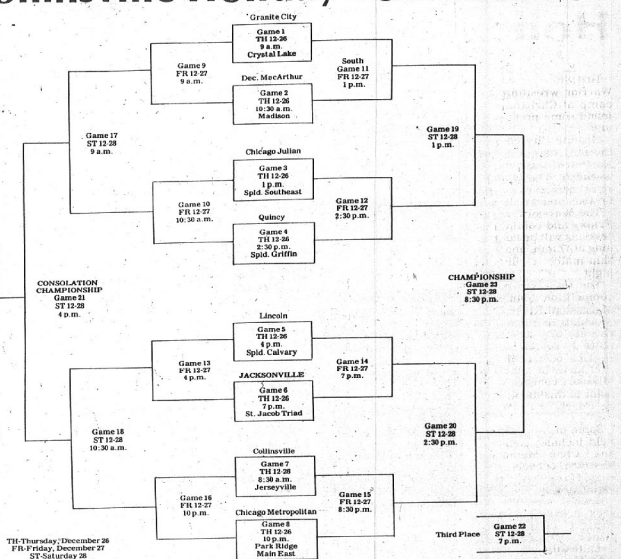 Granite City
Game 1
TH 12-26
9 a.m.
Crystal Lake
Game 9
FR 12-27
9 a.m.
South
Game 11
FR 12-27
1 p.m.
Dec. MacArthur
Game 2
TH 12-26
10:30 a.m.
Madison
Game 17
ST 12-28
9 a.m.
Game 19
ST 12-28
1 p.m.
Chicago Julian
Game 3
TH 12-26
1 p.m.
Spld. Southeast
Game 10
FR 12-27
10:30 a.m.
Game 12
FR 12-27
2:30 p.m.
Quincy
Game 4
TH 12-26
2:30 p.m.
Spld. Griffin
CONSOLATION
CHAMPIONSHIP
Game 21
ST 12-28
4 p.m.
CHAMPIONSHIP
Game 23
ST 12-28
8:30 p.m.
Lincoln
Game 5
TH 12-26
4 p.m.
Spld. Calvary
Game 13
FR 12-27
4 p.m.
Game 14
FR 12-27
7 p.m.
JACKSONVILLE
Game 6
TH 12-26
7 p.m.
St. Jacob Triad
Game 18
ST 12-28
10:30 a.m.
Game 20
ST 12-28
2:30 p.m.
Collinsville
Game 7
TH 12-28
8:30 a.m.
Jerseyville
Game 16
FR 12-27
10 p.m.
Game 15
FR 12-27
8:30 p.m.
Chicago Metropolitan
Game 8
TH 12-26
10 p.m.
Park Ridge
Main East
Third Place
Game 22
ST 12-28
7 p.m.
TH-Thursday, December 26
FR-Friday, December 27
ST-Saturday 28